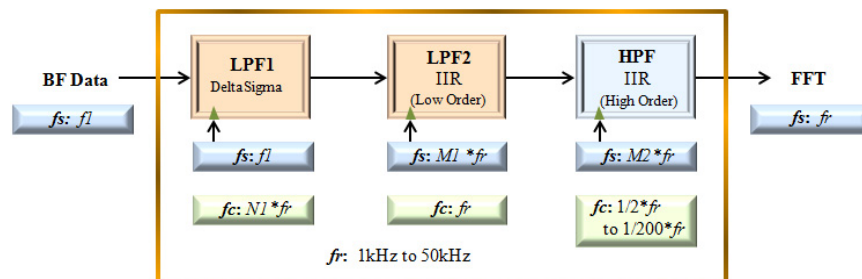 BF Data
fs: f1
LPF1
DeltaSigma
fs: f1
fc: N1*fr
LPF2
IIR
(Low Order)
fs: M1 *fr
fc: fr
HPF
IIR
(High Order)
fs: M2*fr
fc: 1/2*fr
to 1/200*fr
FFT
fs: fr
fr: 1kHz to 50kHz